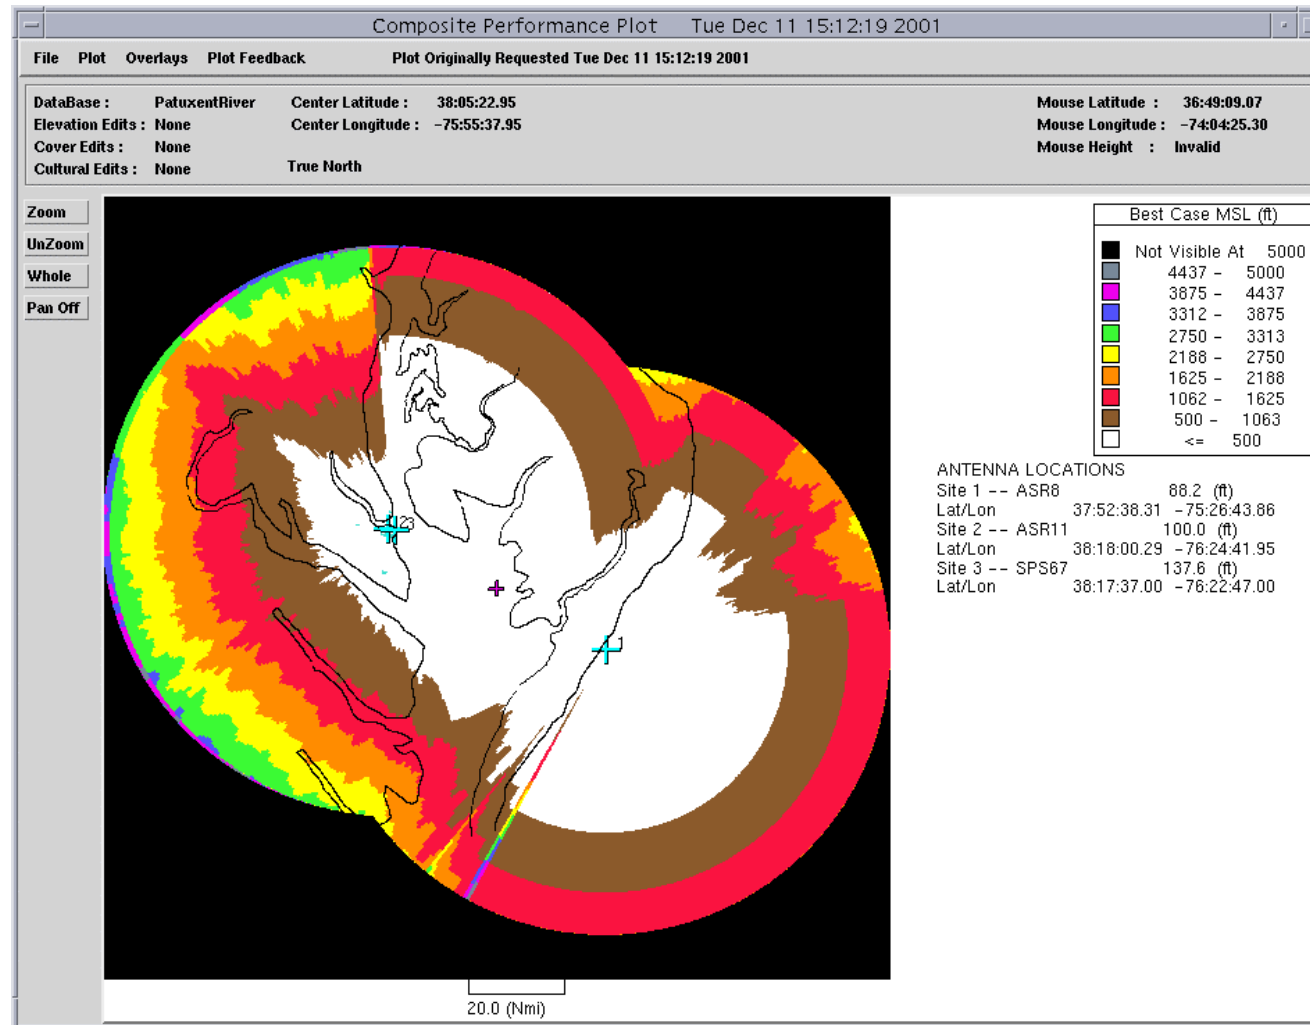 Composite Performance Plot Tue Dec 11 15:12:19 2001
File Plot Overlays Plot Feedback Plot Originally Requested Tue Dec 11 15:12:19 2001
DataBase : PatuxentRiver Center Latitude : 38:05:22.95 Mouse Latitude : 36:49:09.07
Elevation Edits : None Center Longitude : -75:55:37.95 Mouse Longitude : -74:04:25.30
Cover Edits : None Mouse Height : Invalid
Cultural Edits : None True North
Zoom
UnZoom
Whole
Pan Off
Best Case MSL (ft)
Not Visible At 5000
4437 - 5000
3875 - 4437
3312 - 3875
2750 - 3313
2188 - 2750
1625 - 2188
1062 - 1625
500 - 1063
<= 500
ANTENNA LOCATIONS
Site 1 -- ASR8 88.2 (ft)
Lat/Lon 37:52:38.31 -75:26:43.86
Site 2 -- ASR11 100.0 (ft)
Lat/Lon 38:18:00.29 -76:24:41.95
Site 3 -- SPS67 137.6 (ft)
Lat/Lon 38:17:37.00 -76:22:47.00
23
1
20.0 (Nmi)